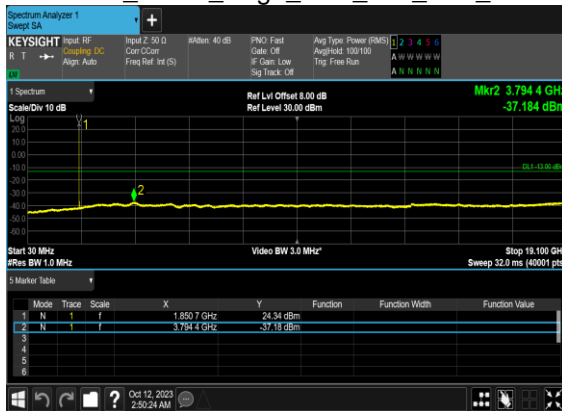 Spectrum Analyzer 1
Swept SA
+
KEYSIGHT
R T
Input: RF
Coupling: DC
Align: Auto
Input Z: 50 Ω
Corr CCorr
Freq Ref: Int (S)
#Atten: 40 dB
PNO: Fast
Gate: Off
IF Gain: Low
Sig Track: Off
Avg Type: Power (RMS)
Avg|Hold: 100/100
Trig: Free Run
1 2 3 4 5 6
A W W W W W
A N N N N N
1 Spectrum
Scale/Div 10 dB
Ref Lvl Offset 8.00 dB
Ref Level 30.00 dBm
Mkr2 3.794 4 GHz
-37.184 dBm
Log
20.0
10.0
0.00
-10.0
-20.0
-30.0
-40.0
-50.0
-60.0
1
2
DL1 -13.00 dBm
Start 30 MHz
#Res BW 1.0 MHz
Video BW 3.0 MHz*
Stop 19.100 GHz
Sweep 32.0 ms (40001 pts)
5 Marker Table
Mode Trace Scale X Y Function Function Width Function Value
1 N 1 f 1.850 7 GHz 24.34 dBm
2 N 1 f 3.794 4 GHz -37.18 dBm
3
4
5
6
?
Oct 12, 2023
2:50:24 AM